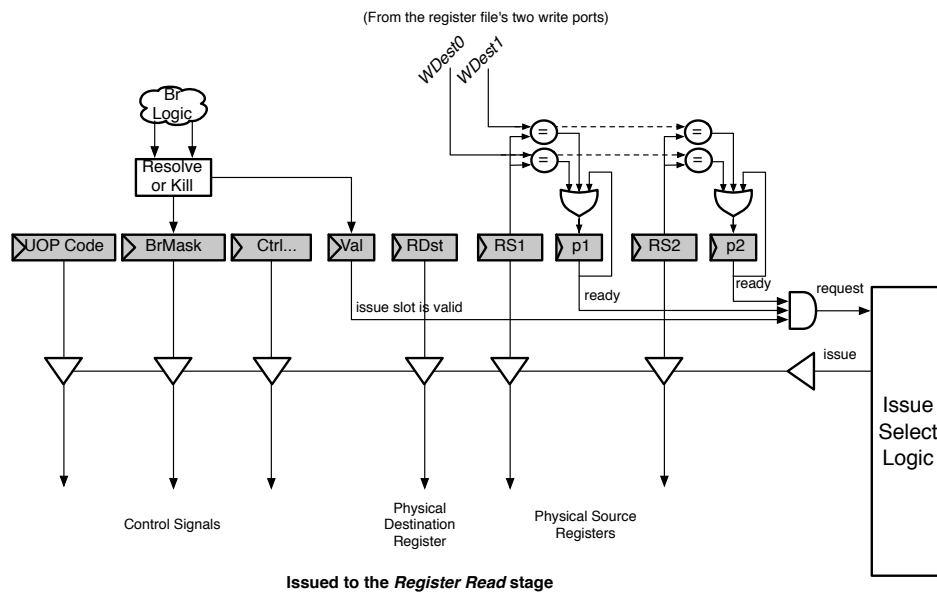 (From the register file's two write ports)
WDest0
WDest1
Br
Logic
=
=
=
=
Resolve
or Kill
UOP Code
BrMask
Ctrl...
Val
RDst
RS1
p1
RS2
p2
ready
ready
request
issue slot is valid
issue
Issue
Select
Logic
Control Signals
Physical
Destination
Register
Physical Source
Registers
Issued to the Register Read stage